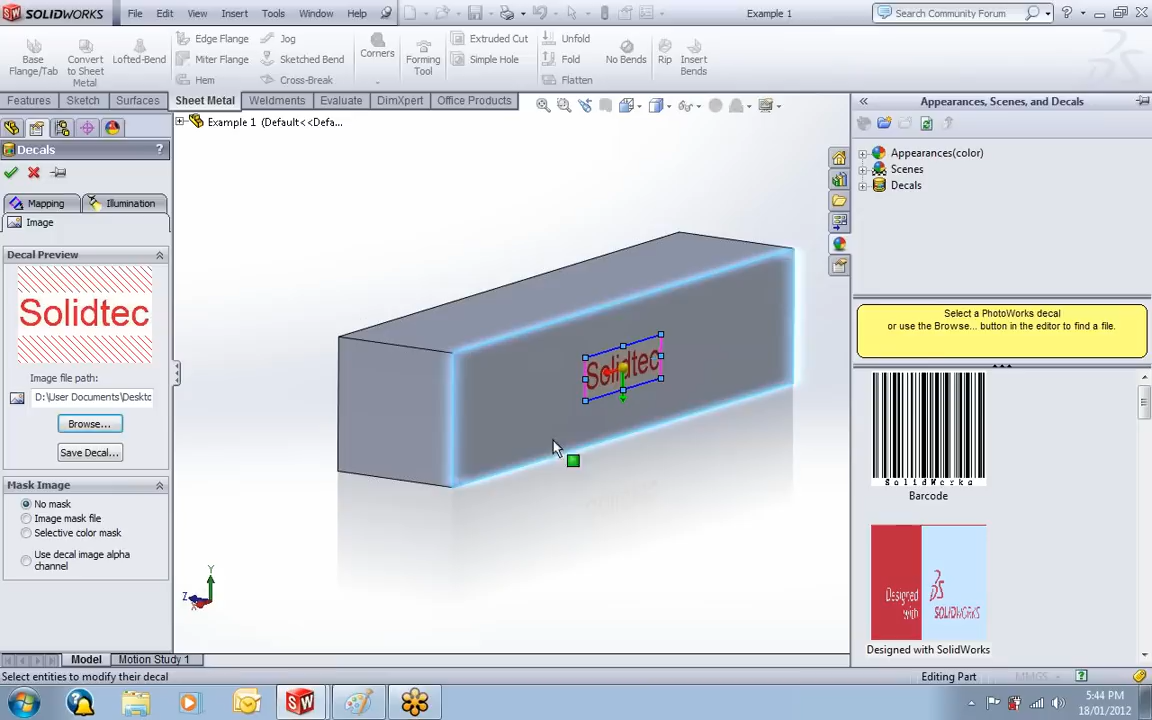 SOLIDWORKS
File
Edit
View
Insert
Tools
Window
Help
Example 1
Search Community Forum
Base
Flange/Tab
Convert
to Sheet
Metal
Lofted-Bend
Edge Flange
Miter Flange
Hem
Jog
Sketched Bend
Cross-Break
Corners
Forming
Tool
Extruded Cut
Simple Hole
Unfold
Fold
Flatten
No Bends
Rip
Insert
Bends
Features
Sketch
Surfaces
Sheet Metal
Weldments
Evaluate
DimXpert
Office Products
Example 1 (Default<<Defa...
Decals
?
Mapping
Illumination
Image
Decal Preview
Solidtec
Image file path:
D:\User Documents\Deskto
Browse...
Save Decal...
Mask Image
No mask
Image mask file
Selective color mask
Use decal image alpha
channel
Solidtec
Y
Z
X
Appearances, Scenes, and Decals
Appearances(color)
Scenes
Decals
Select a PhotoWorks decal
or use the Browse... button in the editor to find a file.
SolidWorks
Barcode
Designed
with
SOLIDWORKS
Designed with SolidWorks
Model
Motion Study 1
Select entities to modify their decal
Editing Part
MMGS
5:44 PM
18/01/2012